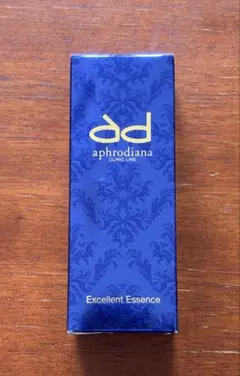 ad
aphrodiana
CLINIC LINE
Excellent Essence